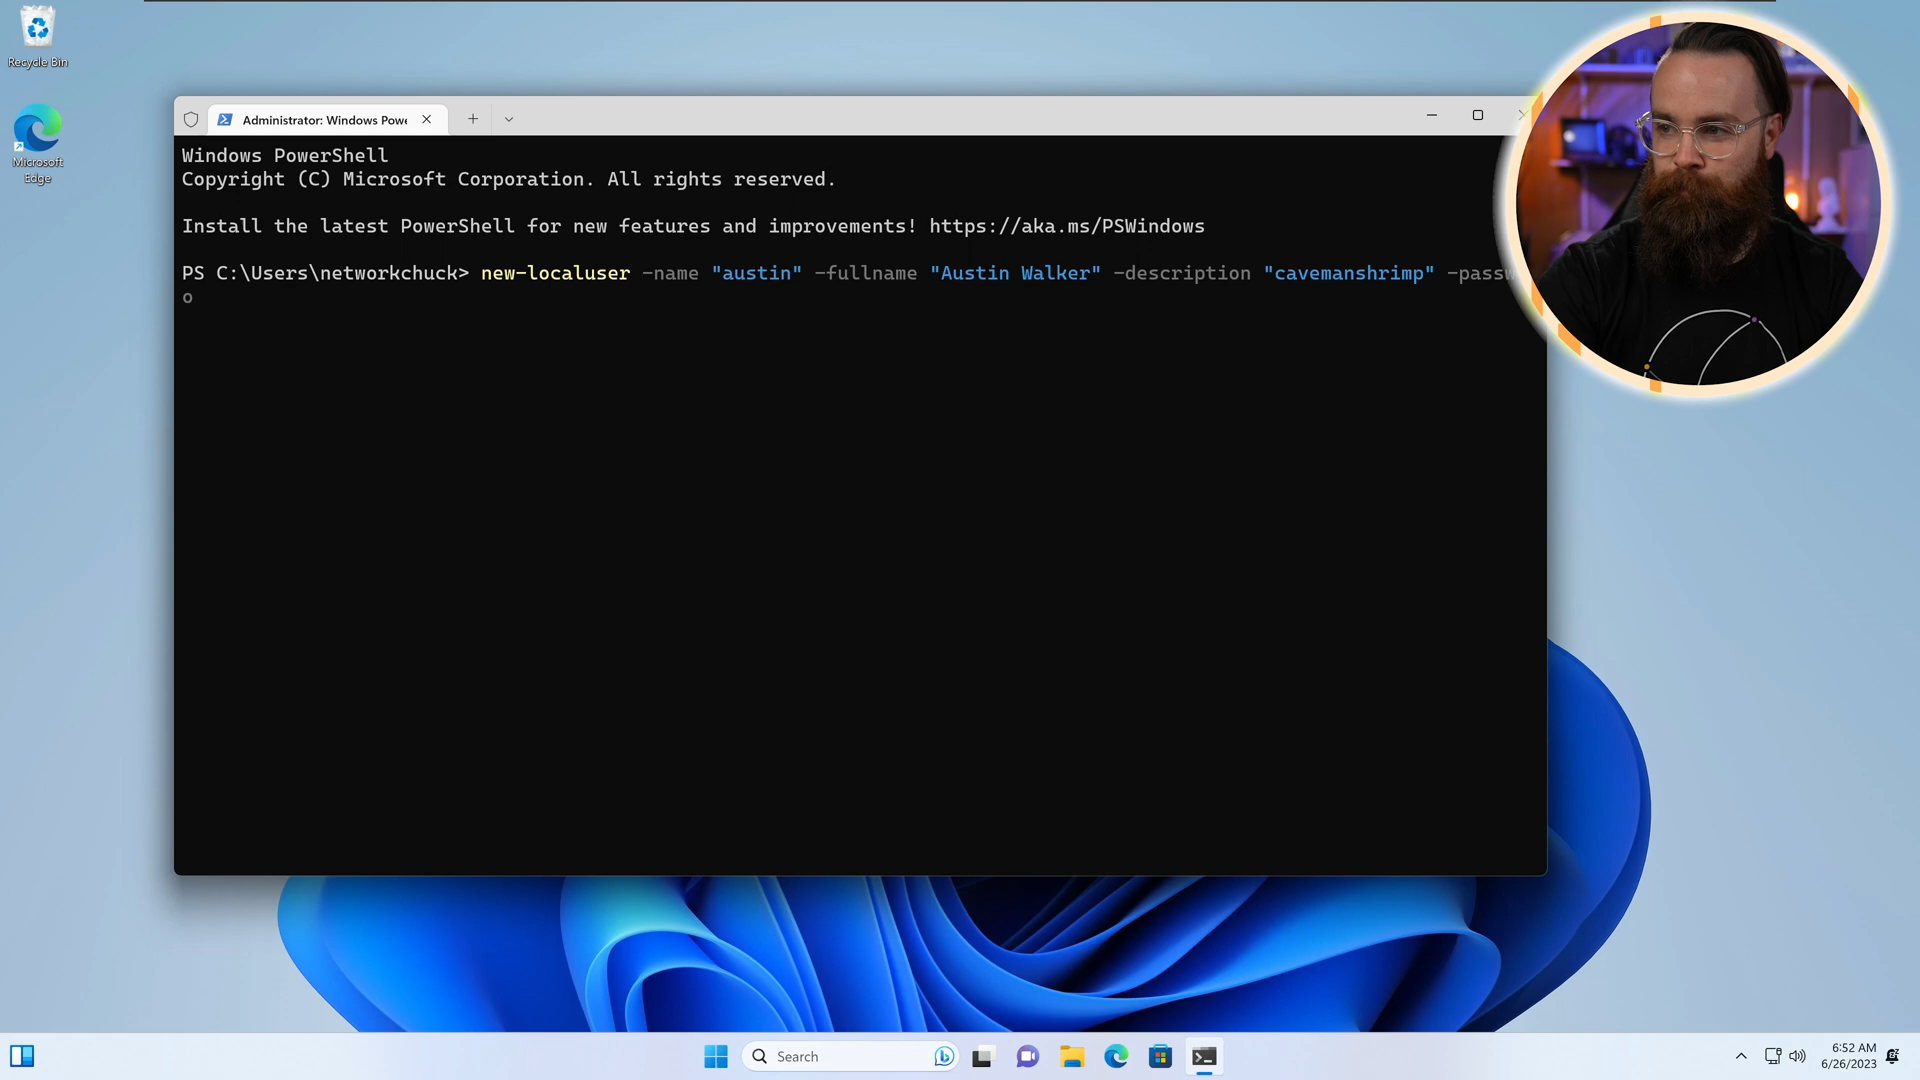 Recycle Bin
Microsoft
Edge
Administrator: Windows Powe
Windows PowerShell
Copyright (C) Microsoft Corporation. All rights reserved.
Install the latest PowerShell for new features and improvements! https://aka.ms/PSWindows
PS C:\Users\networkchuck> new-localuser -name "austin" -fullname "Austin Walker" -description "cavemanshrimp" -passw
o
Search
6:52 AM
6/26/2023